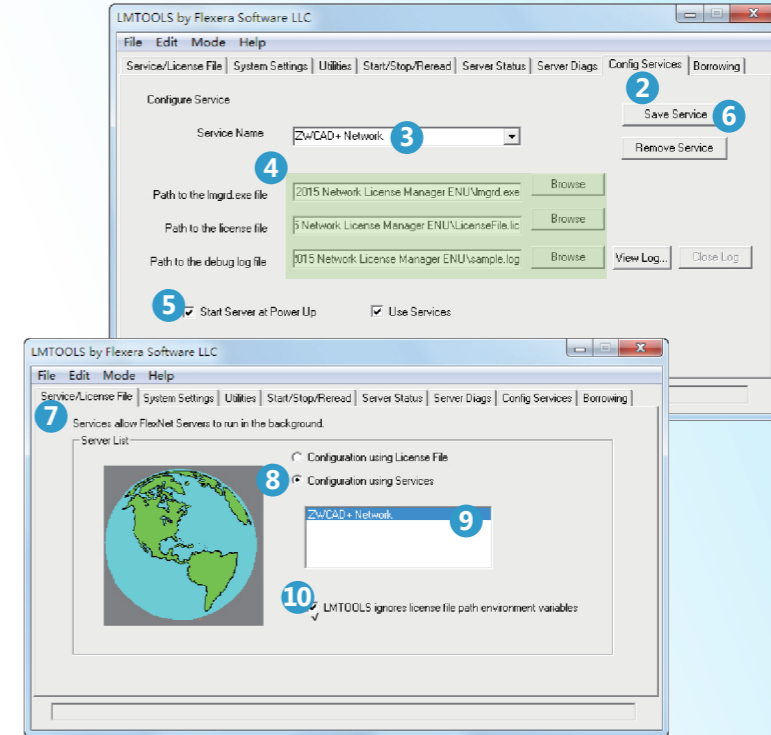 LMTOOLS by Flexera Software LLC
File Edit Mode Help
Service/License File System Settings Utilities Start/Stop/Reread Server Status Server Diags Config Services Borrowing
2
Configure Service
Save Service 6
Service Name ZWCAD+ Network 3
Remove Service
4
Path to the lmgrd.exe file 2015 Network License Manager ENU\lmgrd.exe Browse
Path to the license file 5 Network License Manager ENU\LicenseFile.lic Browse
Path to the debug log file 2015 Network License Manager ENU\sample.log Browse View Log... Close Log
5 Start Server at Power Up Use Services
LMTOOLS by Flexera Software LLC
File Edit Mode Help
Service/License File System Settings Utilities Start/Stop/Reread Server Status Server Diags Config Services Borrowing
7
Services allow FlexNet Servers to run in the background.
Server List
Configuration using License File
8 Configuration using Services
ZWCAD+ Network 9
10 LMTOOLS ignores license file path environment variables